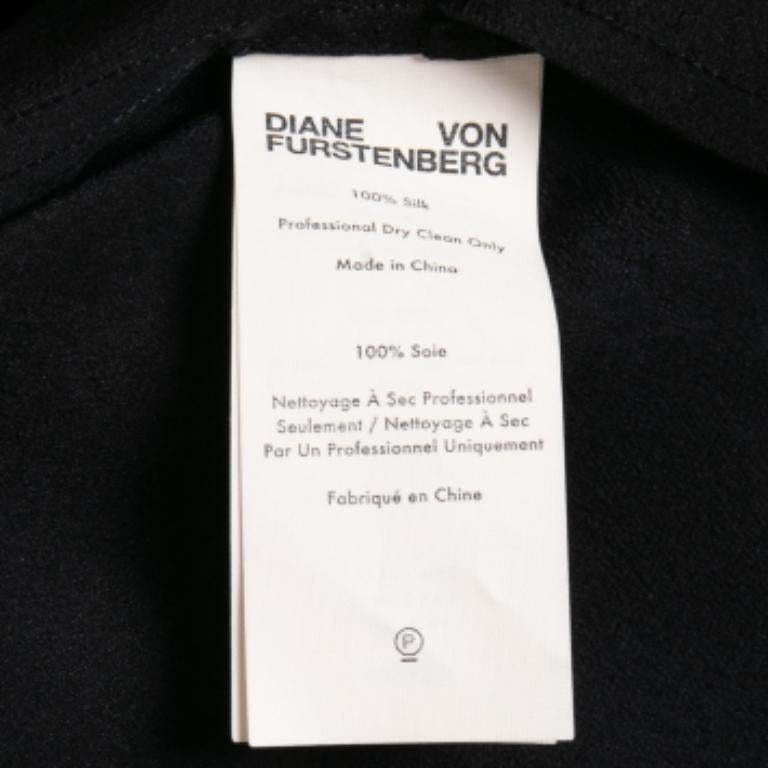 DIANE VON
FURSTENBERG
100% Silk
Professional Dry Clean Only
Made in China
100% Soie
Nettoyage À Sec Professionnel
Seulement / Nettoyage À Sec
Par Un Professionnel Uniquement
Fabriqué en Chine
P